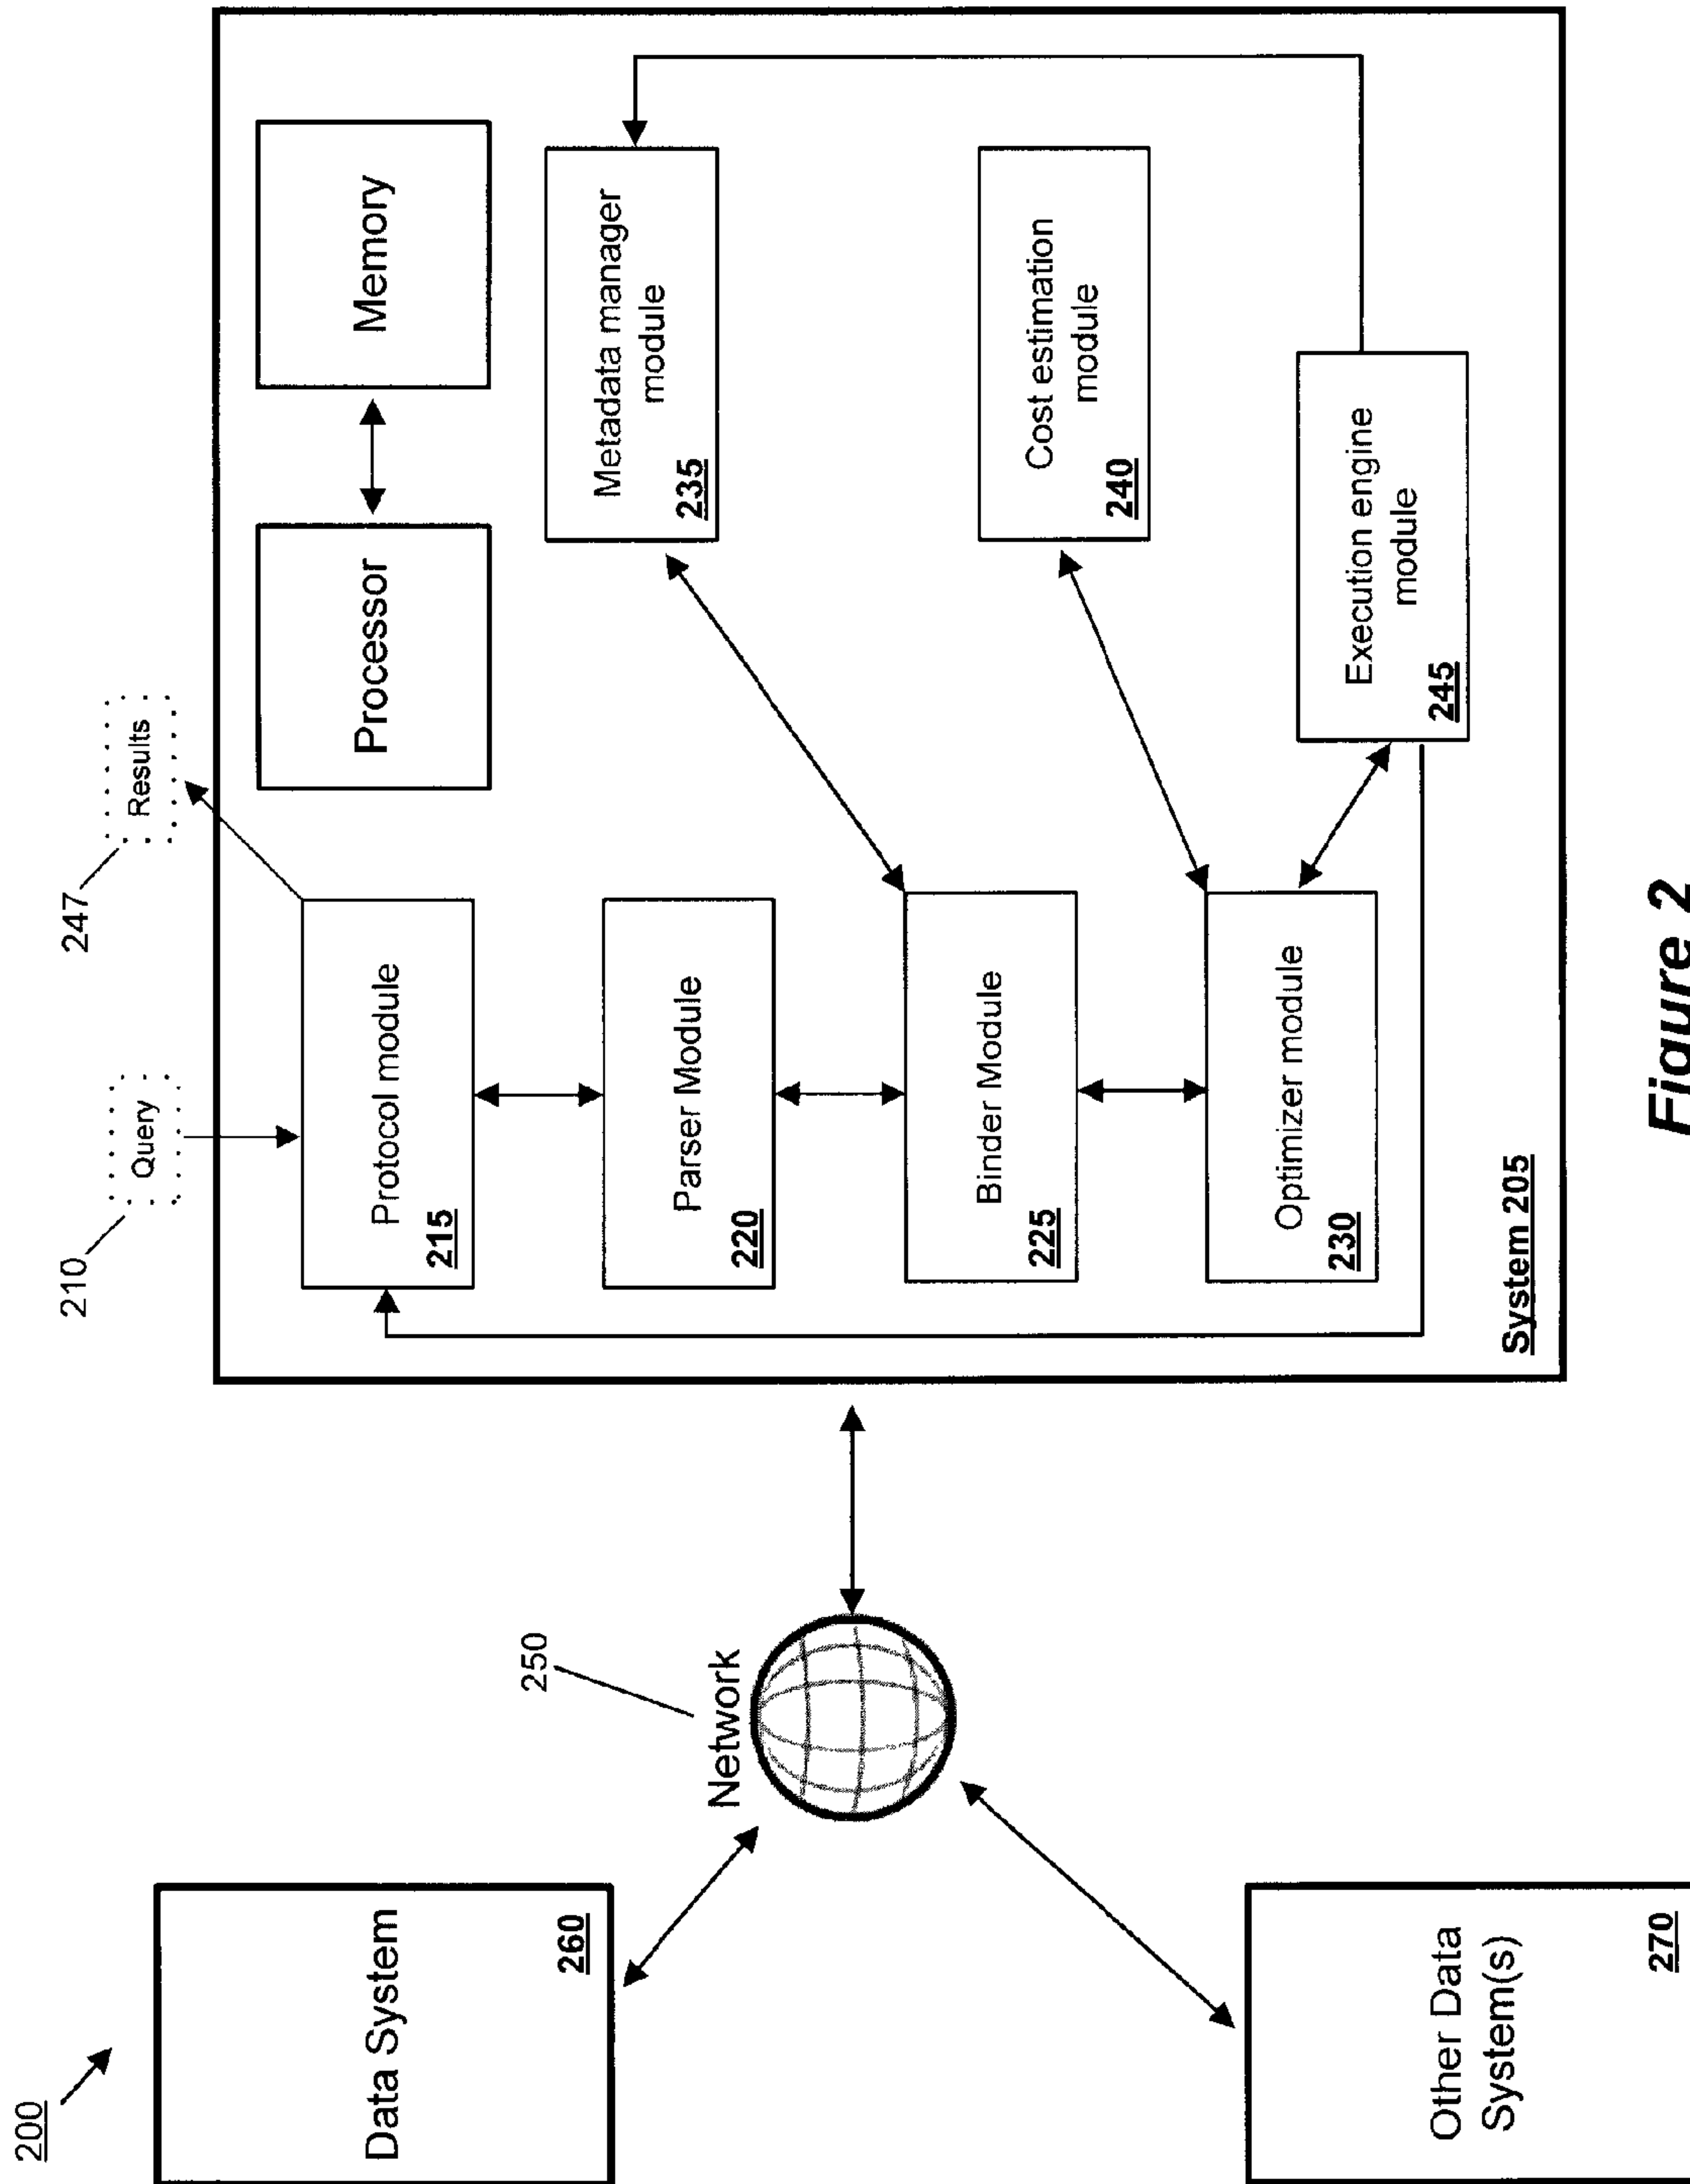 200
Data System
260
Other Data
System(s)
270
Network
250
210
Query
247
Results
Protocol module
215
Parser Module
220
Binder Module
225
Optimizer module
230
Processor
Memory
Metadata manager
module
235
Cost estimation
module
240
Execution engine
module
245
System 205
Figure 2